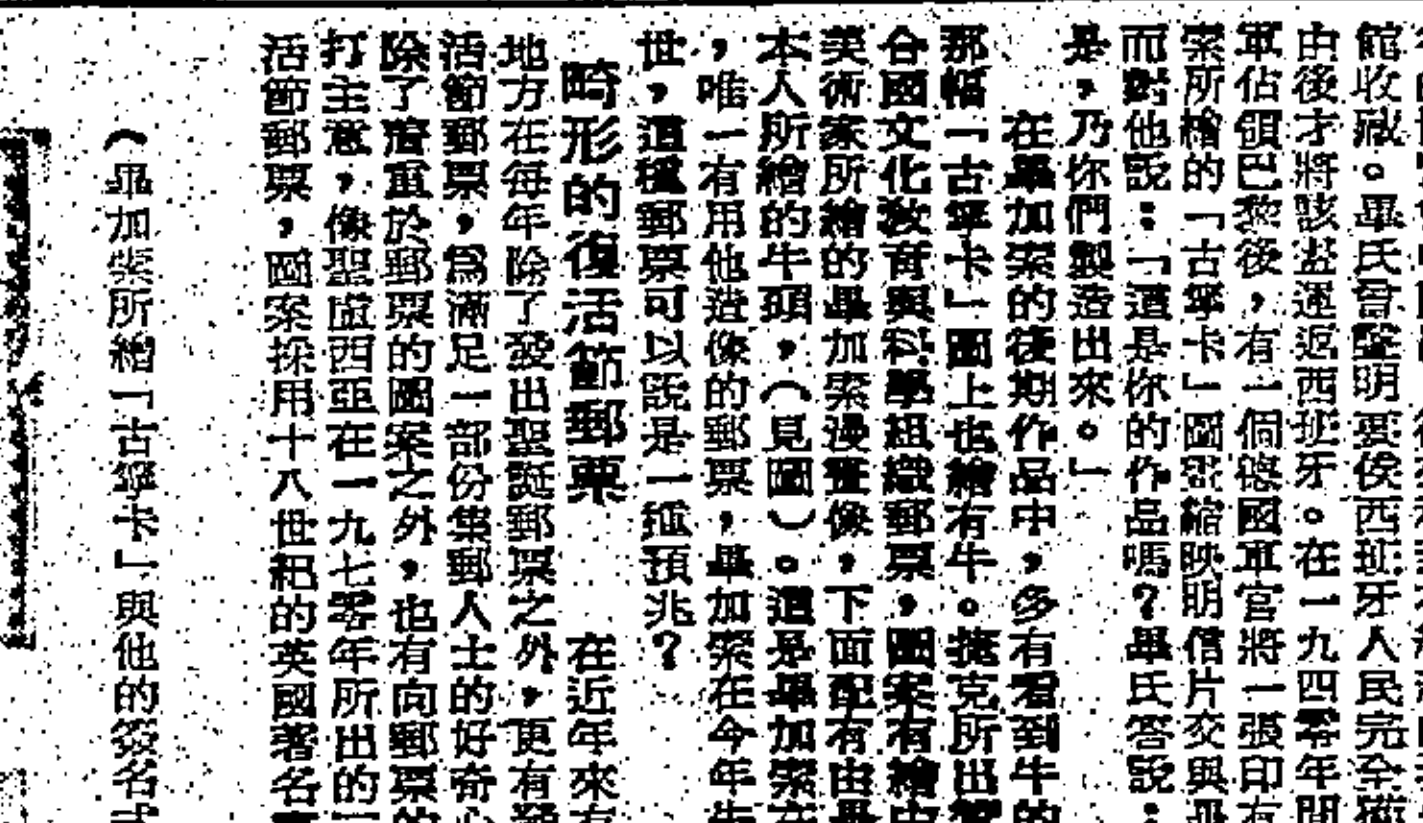 館收藏。畢氏曾聲明要俟西班牙人民完全
由後才將該畫運返西班牙。在一九四零年間
軍佔領巴黎後,有一個德國軍官將一張印有
索所繪的「古寧卡」圖縮映明信片交與畢
而對他說:「這是你的作品嗎?畢氏答說:
是,乃你們製造出來。」
在畢加索的後期作品中,多有看到牛的
那幅「古寧卡」圖上也繪有牛。捷克所出
合國文化教育與科學組織郵票,圖案有繪
美術家所繪的畢加索漫畫像,下面配有由畢
本人所繪的牛頭,(見圖)。這是畢加索在
,唯一有用他造像的郵票,畢加索在今年
世,這種郵票可以說是一種預兆?
畸形的復活節郵票 在近年來有
地方在每年除了發出聖誕郵票之外,更有發
活節郵票,為滿足一部份集郵人士的好奇心
除了着重於郵票的圖案之外,也有向郵票的
打主意,像聖盧西亞在一九七零年所出的
活節郵票,圖案採用十八世紀的英國著名
(畢加索所繪「古寧卡」與他的簽名式